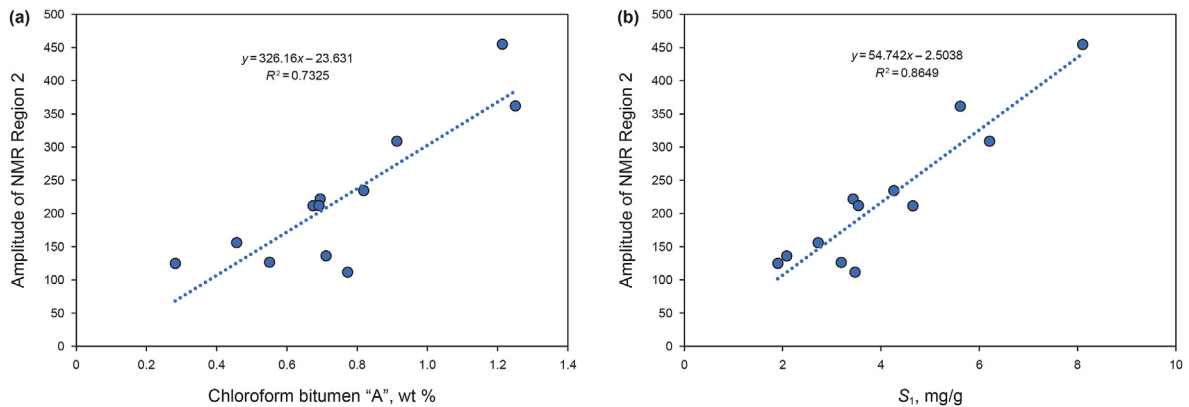 (a)
500
450
400
350
300
250
200
150
100
50
0
Amplitude of NMR Region 2
y = 326.16x – 23.631
R² = 0.7325
0 0.2 0.4 0.6 0.8 1.0 1.2 1.4
Chloroform bitumen “A”, wt %
(b)
500
450
400
350
300
250
200
150
100
50
0
Amplitude of NMR Region 2
y = 54.742x – 2.5038
R² = 0.8649
0 2 4 6 8 10
S₁, mg/g